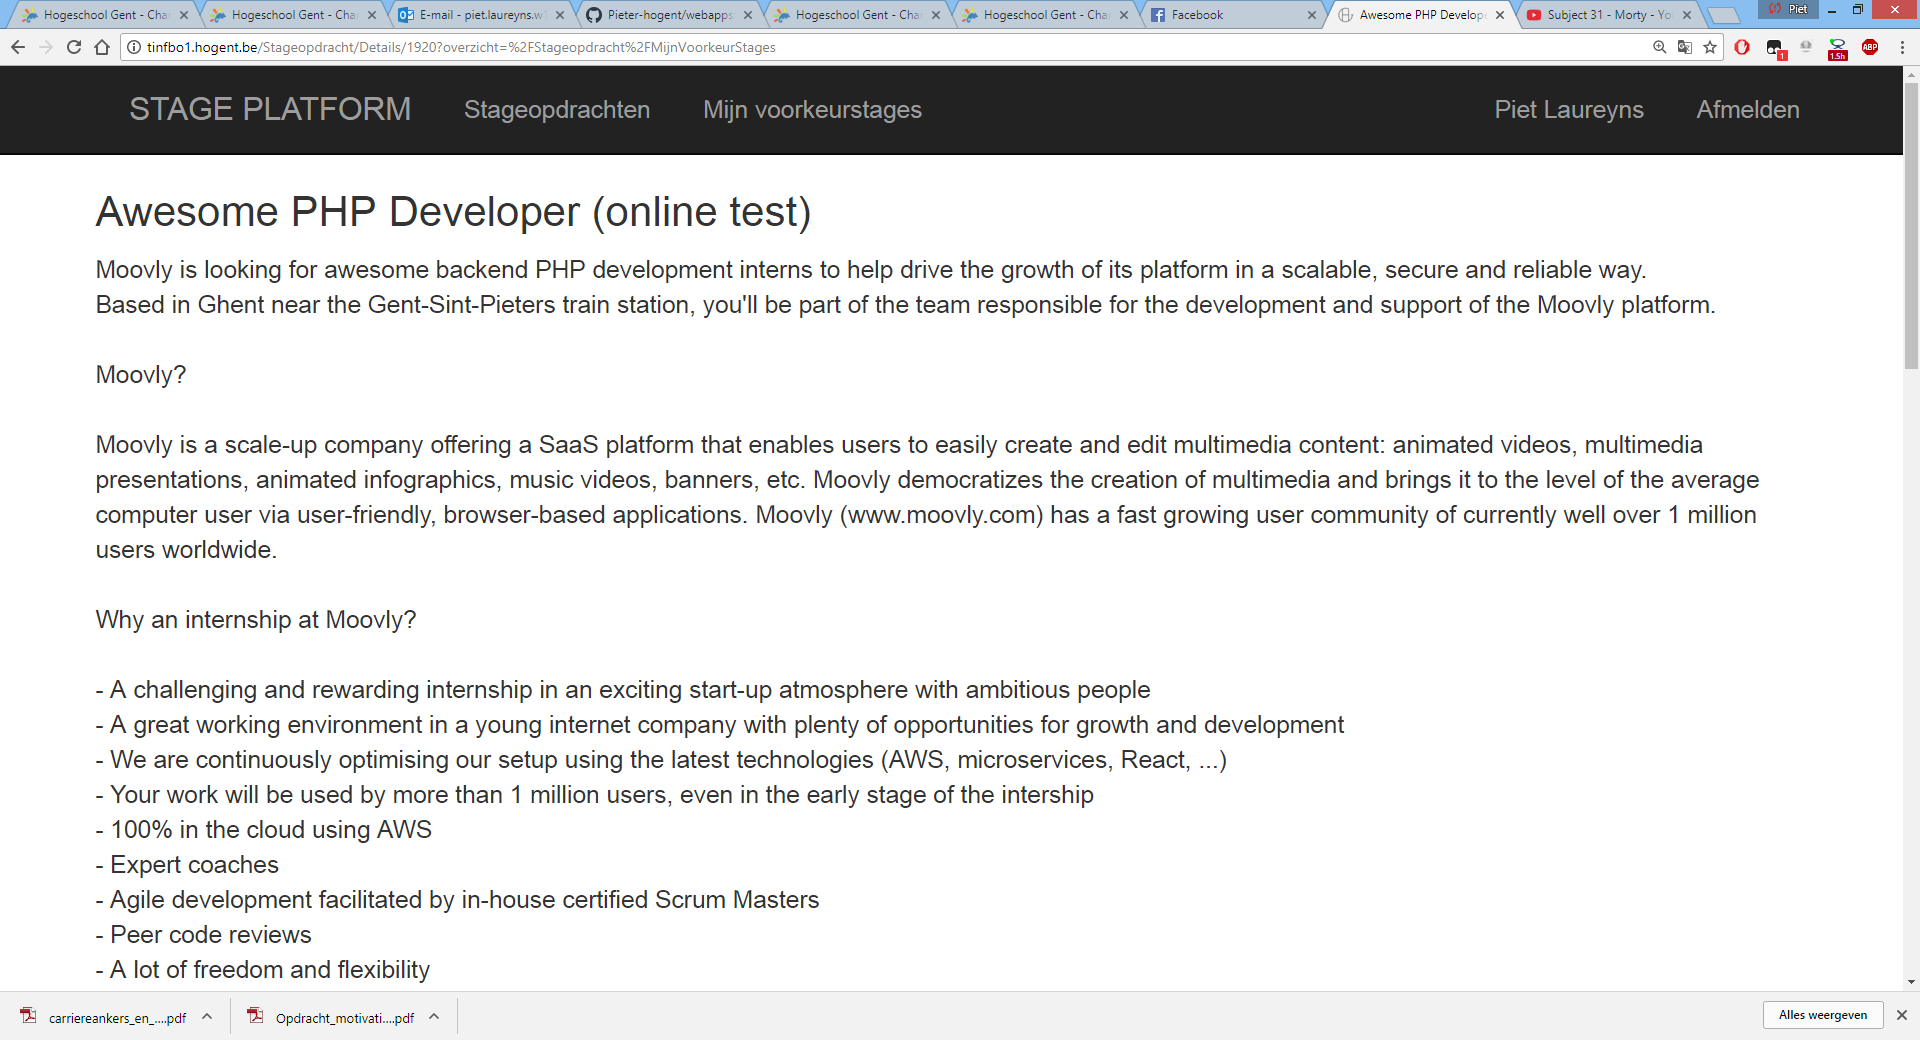 Hogeschool Gent - Cha
Hogeschool Gent - Cha
E-mail - piet.laureyns.w
Pieter-hogent/webapps
Hogeschool Gent - Cha
Hogeschool Gent - Cha
Facebook
Awesome PHP Develop
Subject 31 - Morty - Yo
Piet
tinfbo1.hogent.be/Stageopdracht/Details/1920?overzicht=%2FStageopdracht%2FMijnVoorkeurStages
1
1.5h
ABP
STAGE PLATFORM
Stageopdrachten
Mijn voorkeurstages
Piet Laureyns
Afmelden
Awesome PHP Developer (online test)
Moovly is looking for awesome backend PHP development interns to help drive the growth of its platform in a scalable, secure and reliable way.
Based in Ghent near the Gent-Sint-Pieters train station, you'll be part of the team responsible for the development and support of the Moovly platform.
Moovly?
Moovly is a scale-up company offering a SaaS platform that enables users to easily create and edit multimedia content: animated videos, multimedia
presentations, animated infographics, music videos, banners, etc. Moovly democratizes the creation of multimedia and brings it to the level of the average
computer user via user-friendly, browser-based applications. Moovly (www.moovly.com) has a fast growing user community of currently well over 1 million
users worldwide.
Why an internship at Moovly?
- A challenging and rewarding internship in an exciting start-up atmosphere with ambitious people
- A great working environment in a young internet company with plenty of opportunities for growth and development
- We are continuously optimising our setup using the latest technologies (AWS, microservices, React, ...)
- Your work will be used by more than 1 million users, even in the early stage of the intership
- 100% in the cloud using AWS
- Expert coaches
- Agile development facilitated by in-house certified Scrum Masters
- Peer code reviews
- A lot of freedom and flexibility
carriereankers_en_....pdf
Opdracht_motivati....pdf
Alles weergeven